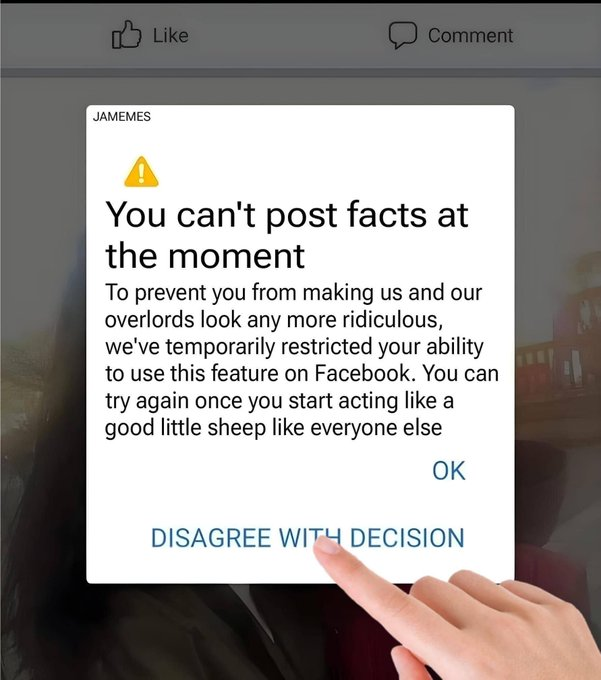 Like
Comment
JAMEMES
You can't post facts at
the moment
To prevent you from making us and our
overlords look any more ridiculous,
we've temporarily restricted your ability
to use this feature on Facebook. You can
try again once you start acting like a
good little sheep like everyone else
OK
DISAGREE WITH DECISION